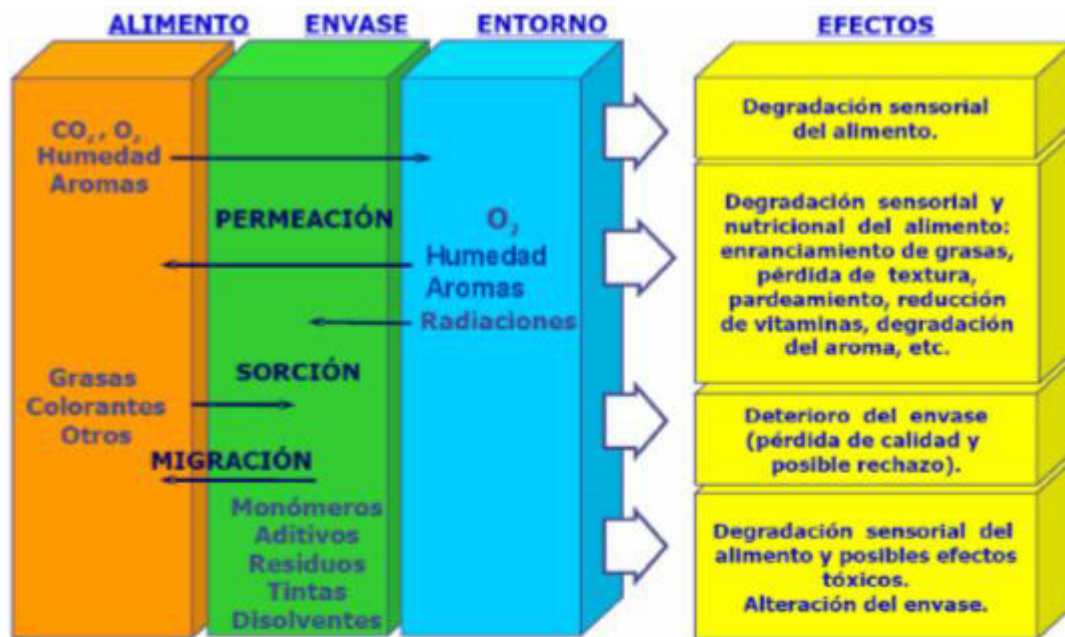 ALIMENTO
ENVASE
ENTORNO
EFECTOS
CO₂, O₂
Humedad
Aromas
PERMEACIÓN
O₂
Humedad
Aromas
Radiaciones
SORCIÓN
Grasas
Colorantes
Otros
MIGRACIÓN
Monómeros
Aditivos
Residuos
Tintas
Disolventes
Degradación sensorial
del alimento.
Degradación sensorial y
nutricional del alimento:
enranciamiento de grasas,
pérdida de textura,
pardeamiento, reducción
de vitaminas, degradación
del aroma, etc.
Deterioro del envase
(pérdida de calidad y
posible rechazo).
Degradación sensorial del
alimento y posibles efectos
tóxicos.
Alteración del envase.